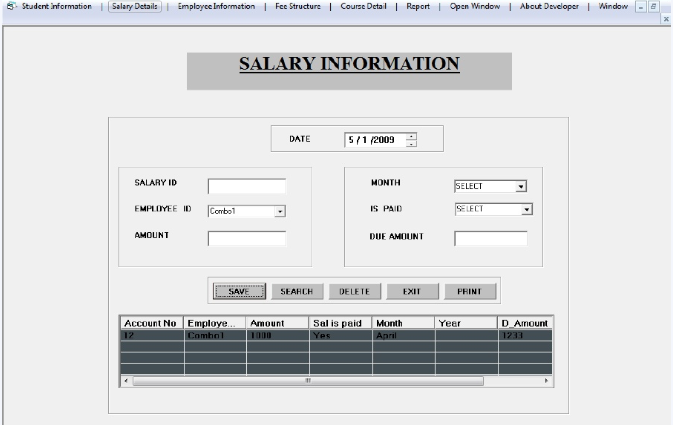 Student Information | Salary Details | Employee Information | Fee Structure | Course Detail | Report | Open Window | About Developer | Window
SALARY INFORMATION
DATE 5 / 1 /2009
SALARY ID
MONTH SELECT
EMPLOYEE ID Combo1
IS PAID SELECT
AMOUNT
DUE AMOUNT
SAVE SEARCH DELETE EXIT PRINT
Account No Employe... Amount Sal is paid Month Year D_Amount
12 Combo1 1000 Yes April 1233